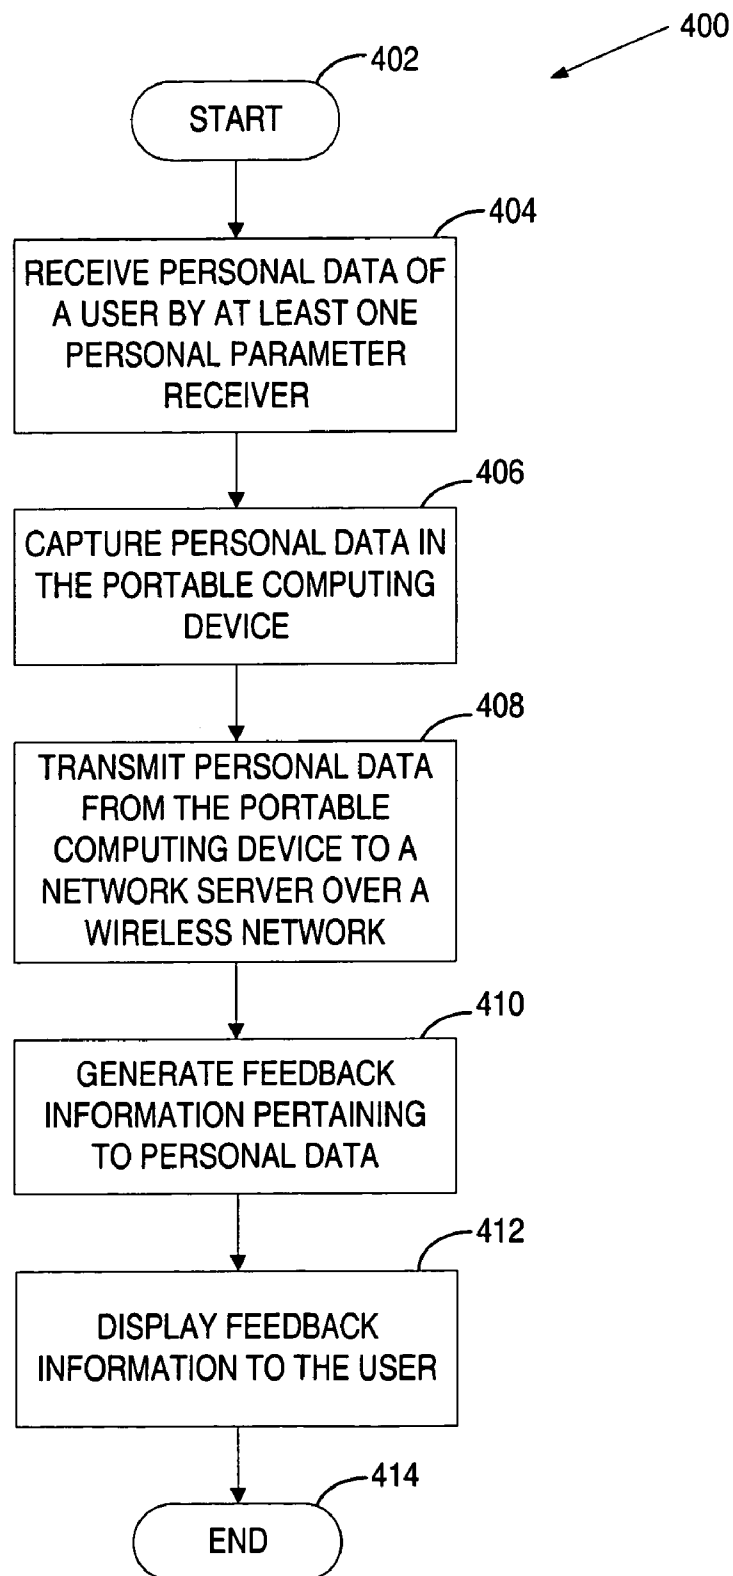 400
402
START
404
RECEIVE PERSONAL DATA OF
A USER BY AT LEAST ONE
PERSONAL PARAMETER
RECEIVER
406
CAPTURE PERSONAL DATA IN
THE PORTABLE COMPUTING
DEVICE
408
TRANSMIT PERSONAL DATA
FROM THE PORTABLE
COMPUTING DEVICE TO A
NETWORK SERVER OVER A
WIRELESS NETWORK
410
GENERATE FEEDBACK
INFORMATION PERTAINING
TO PERSONAL DATA
412
DISPLAY FEEDBACK
INFORMATION TO THE USER
414
END